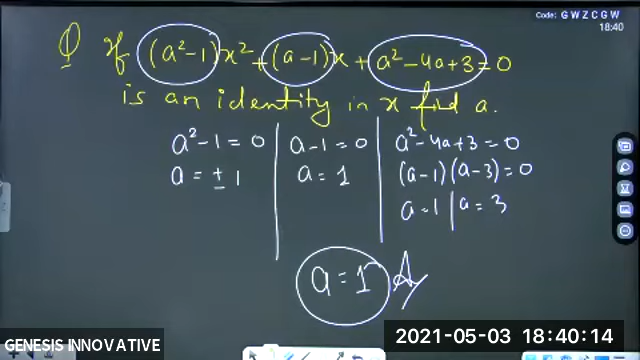 Code: GWZCGW
18:40
Q If (a²-1)x² + (a-1)x + a²-4a+3=0
is an identity in x find a.
a²-1=0 a-1=0 a²-4a+3=0
a=±1 a=1 (a-1)(a-3)=0
a=1 | a=3
a=1 A
GENESIS INNOVATIVE
2021-05-03 18:40:14